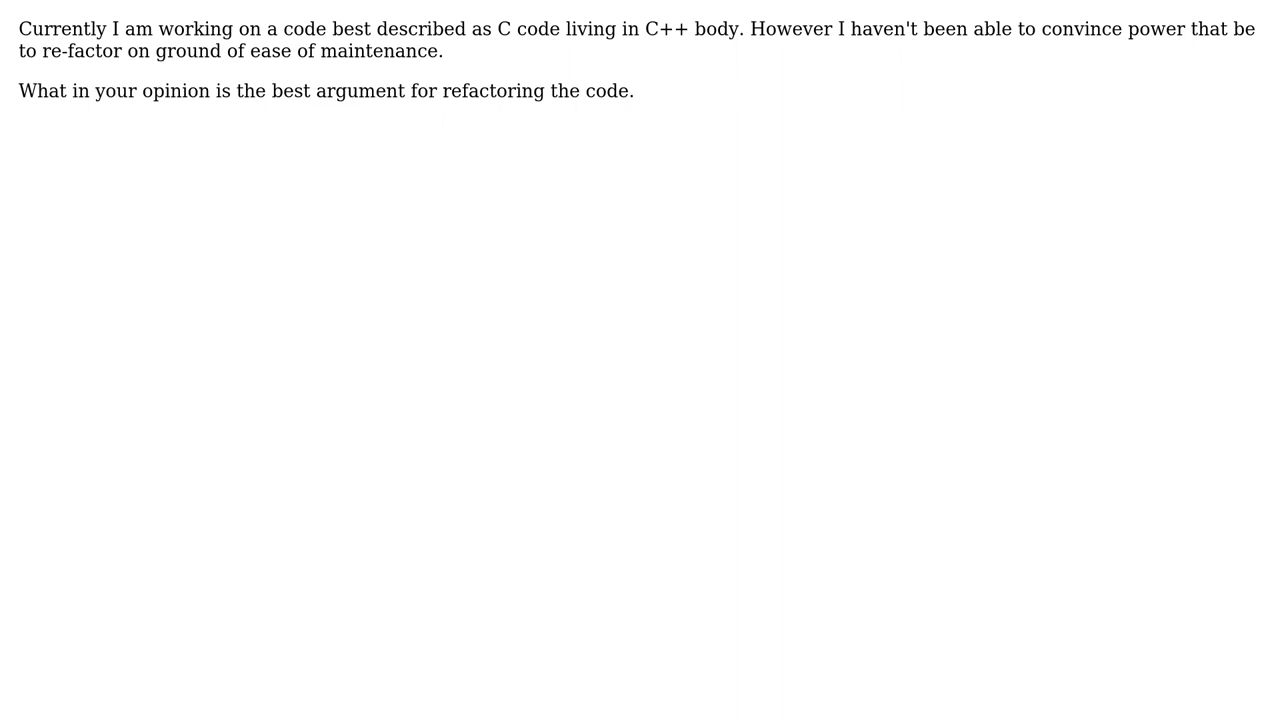 Currently I am working on a code best described as C code living in C++ body. However I haven't been able to convince power that be
to re-factor on ground of ease of maintenance.
What in your opinion is the best argument for refactoring the code.